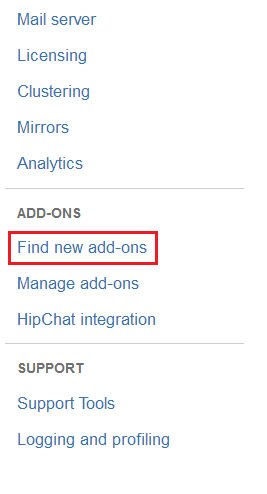 Mail server
Licensing
Clustering
Mirrors
Analytics
ADD-ONS
Find new add-ons
Manage add-ons
HipChat integration
SUPPORT
Support Tools
Logging and profiling